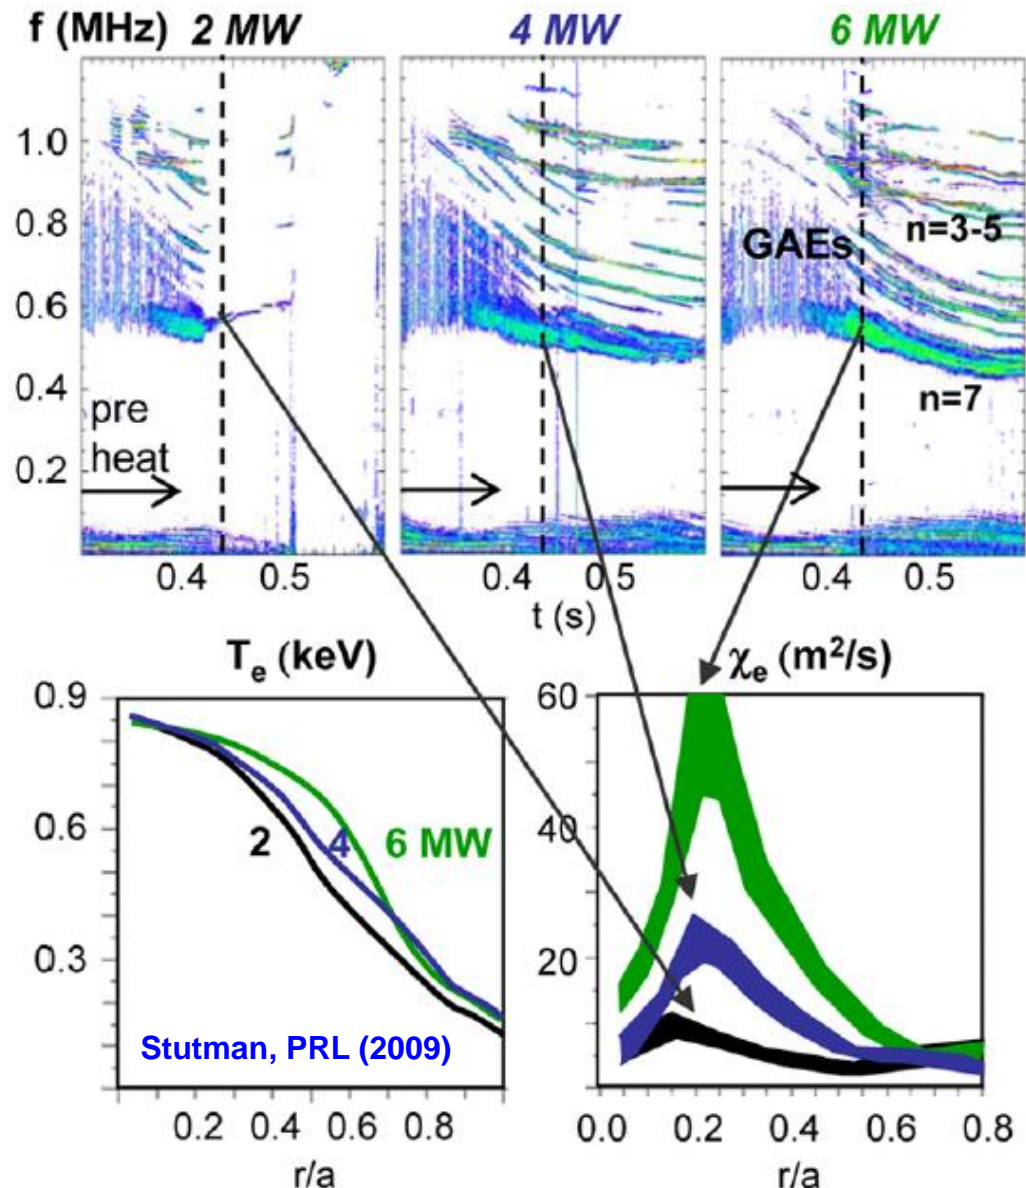 f (MHz) 2 MW 4 MW 6 MW
1.0
0.8
0.6
0.4
0.2
pre
heat
GAEs
n=3-5
n=7
0.4 0.5 0.4 0.5 0.4 0.5
t (s)
Te (keV)
0.9
0.6
0.3
2
4
6 MW
Stutman, PRL (2009)
0.2 0.4 0.6 0.8
r/a
χe (m²/s)
60
40
20
0.0 0.2 0.4 0.6 0.8
r/a